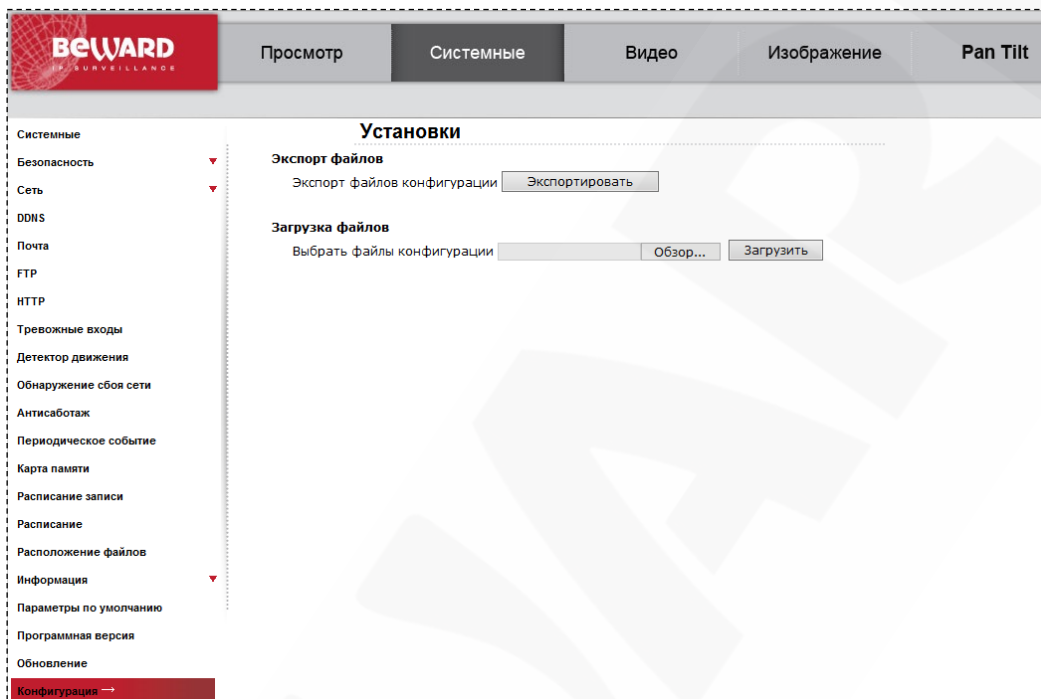 BEWARD
IP SURVEILLANCE
Просмотр Системные Видео Изображение Pan Tilt
Установки
Экспорт файлов
Экспорт файлов конфигурации Экспортировать
Загрузка файлов
Выбрать файлы конфигурации Обзор... Загрузить
Системные
Безопасность
Сеть
DDNS
Почта
FTP
HTTP
Тревожные входы
Детектор движения
Обнаружение сбоя сети
Антисаботаж
Периодическое событие
Карта памяти
Расписание записи
Расписание
Расположение файлов
Информация
Параметры по умолчанию
Программная версия
Обновление
Конфигурация →